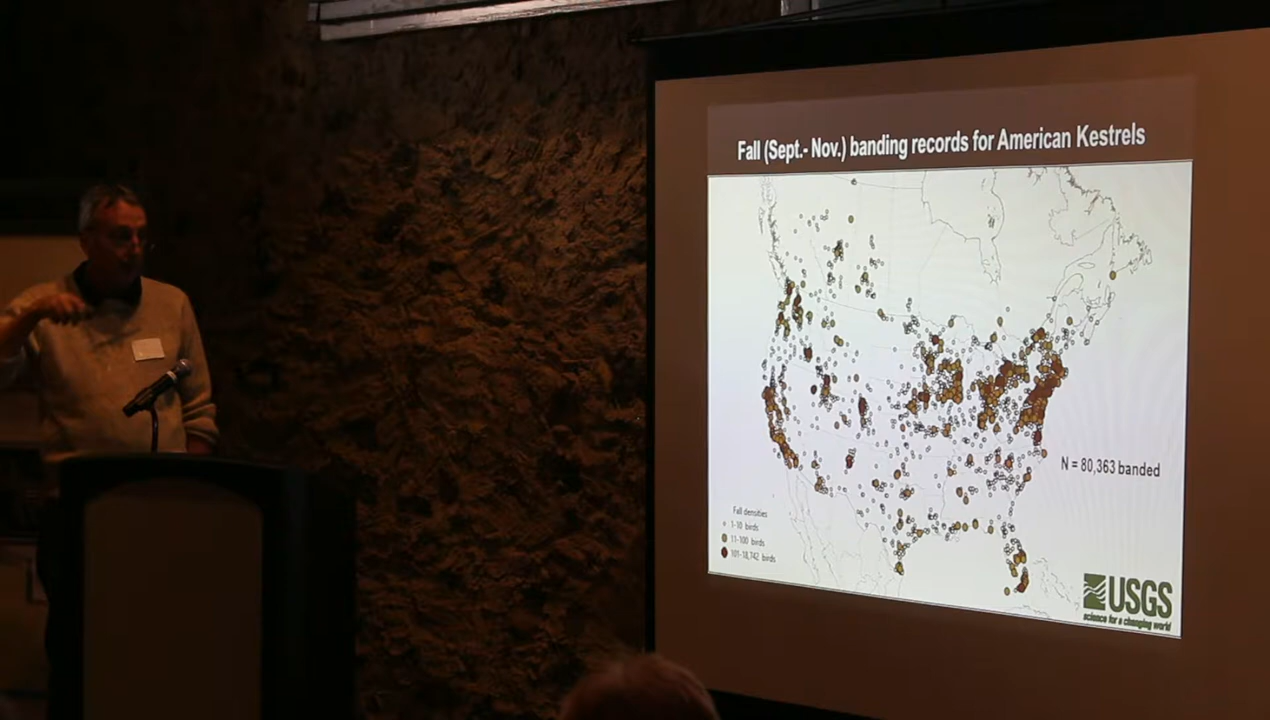 Fall (Sept.- Nov.) banding records for American Kestrels
N = 80,363 banded
Fall densities
1-10 birds
11-100 birds
101-18,742 birds
USGS
science for a changing world